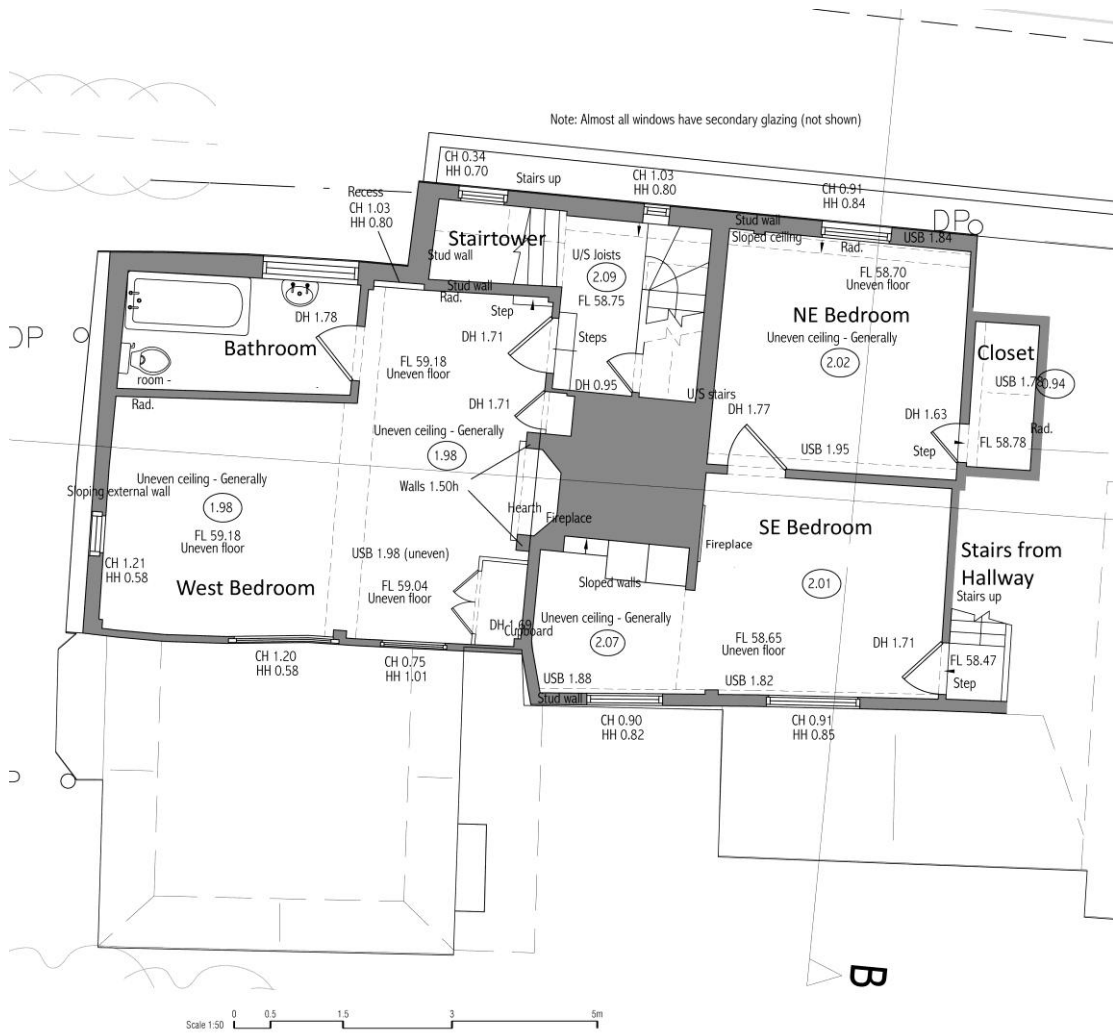 Note: Almost all windows have secondary glazing (not shown)
CH 0.34
HH 0.70
Stairs up
CH 1.03
HH 0.80
CH 0.91
HH 0.84
DP
Recess
CH 1.03
HH 0.80
Stairtower
Stud wall
Stud wall
Rad.
Step
U/S Joists
2.09
FL 58.75
Stud wall
Sloped ceiling
Rad.
USB 1.84
FL 58.70
Uneven floor
NE Bedroom
Uneven ceiling - Generally
2.02
DP
DH 1.78
Bathroom
room -
Rad.
DH 1.71
Steps
FL 59.18
Uneven floor
DH 0.95
U/S stairs
Closet
USB 1.78
0.94
DH 1.77
DH 1.63
Rad.
FL 58.78
Step
USB 1.95
DH 1.71
Uneven ceiling - Generally
1.98
Uneven ceiling - Generally
1.98
FL 59.18
Uneven floor
Sloping external wall
Walls 1.50h
Hearth
Fireplace
Fireplace
SE Bedroom
2.01
Stairs from
Hallway
Stairs up
CH 1.21
HH 0.58
West Bedroom
USB 1.98 (uneven)
FL 59.04
Uneven floor
DH 1.69
Cupboard
Sloped walls
Uneven ceiling - Generally
2.07
FL 58.65
Uneven floor
DH 1.71
FL 58.47
Step
USB 1.88
USB 1.82
Stud wall
CH 1.20
HH 0.58
CH 0.75
HH 1.01
CH 0.90
HH 0.82
CH 0.91
HH 0.85
B
Scale 1:50
0 0.5 1.5 3 5m